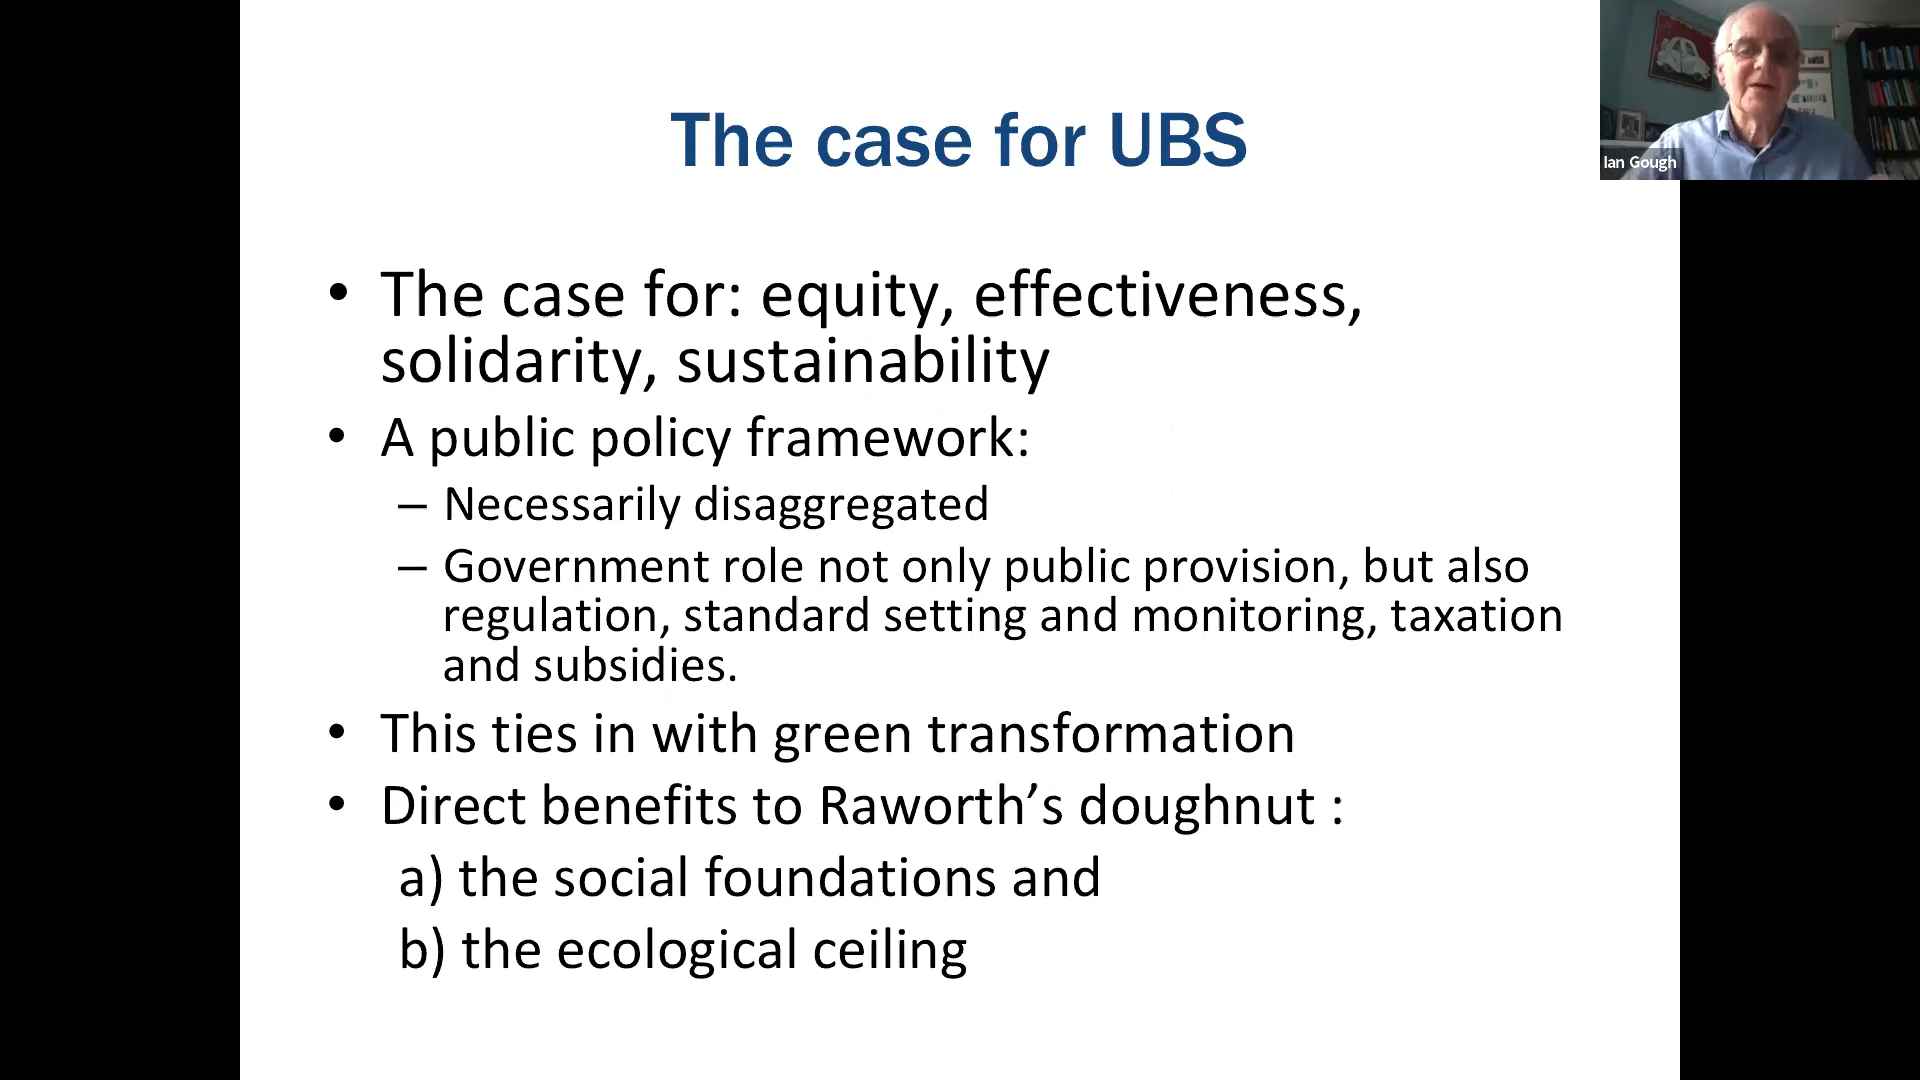 The case for UBS
Ian Gough
• The case for: equity, effectiveness,
solidarity, sustainability
• A public policy framework:
– Necessarily disaggregated
– Government role not only public provision, but also
regulation, standard setting and monitoring, taxation
and subsidies.
• This ties in with green transformation
• Direct benefits to Raworth’s doughnut :
a) the social foundations and
b) the ecological ceiling